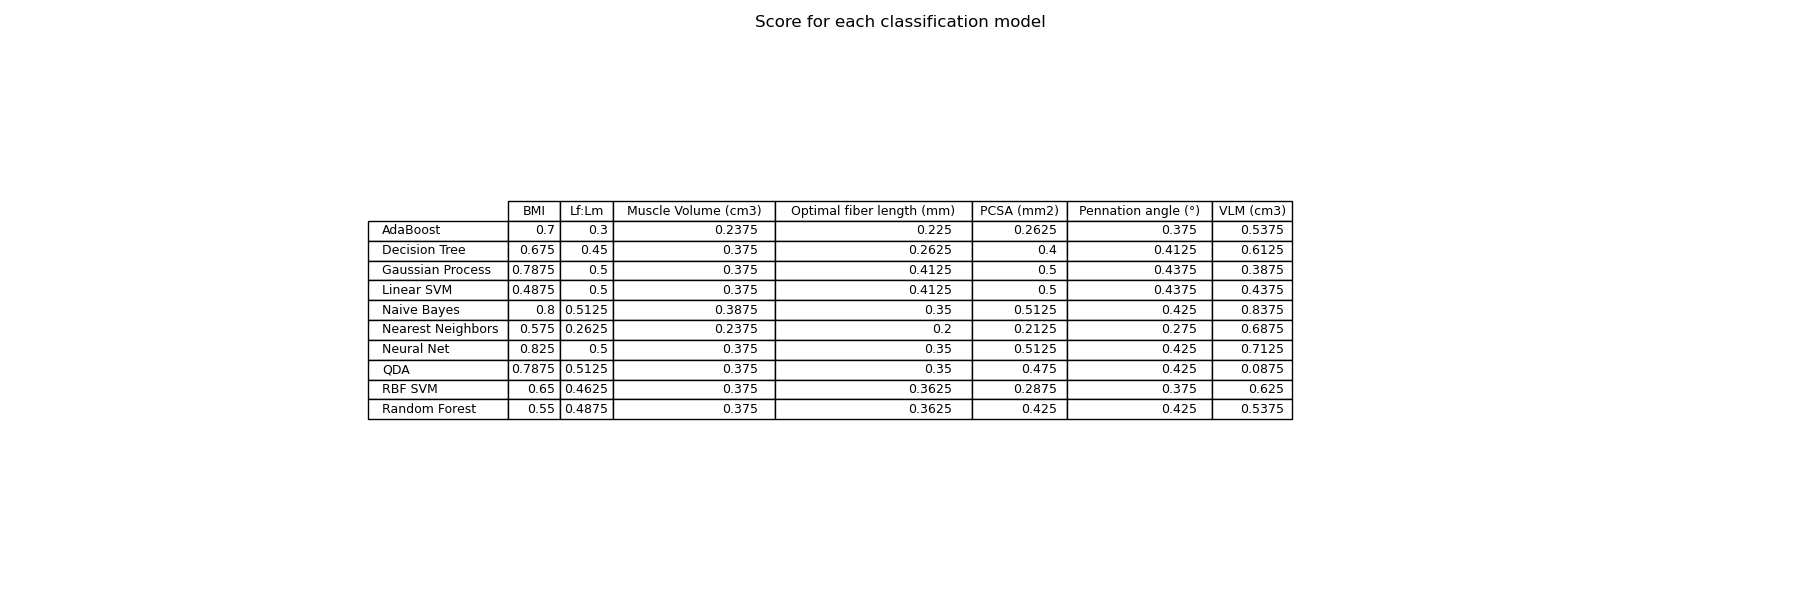 Score for each classification model
BMI Lf:Lm Muscle Volume (cm3) Optimal fiber length (mm) PCSA (mm2) Pennation angle (°) VLM (cm3)
AdaBoost 0.7 0.3 0.2375 0.225 0.2625 0.375 0.5375
Decision Tree 0.675 0.45 0.375 0.2625 0.4 0.4125 0.6125
Gaussian Process 0.7875 0.5 0.375 0.4125 0.5 0.4375 0.3875
Linear SVM 0.4875 0.5 0.375 0.4125 0.5 0.4375 0.4375
Naive Bayes 0.8 0.5125 0.3875 0.35 0.5125 0.425 0.8375
Nearest Neighbors 0.575 0.2625 0.2375 0.2 0.2125 0.275 0.6875
Neural Net 0.825 0.5 0.375 0.35 0.5125 0.425 0.7125
QDA 0.7875 0.5125 0.375 0.35 0.475 0.425 0.0875
RBF SVM 0.65 0.4625 0.375 0.3625 0.2875 0.375 0.625
Random Forest 0.55 0.4875 0.375 0.3625 0.425 0.425 0.5375